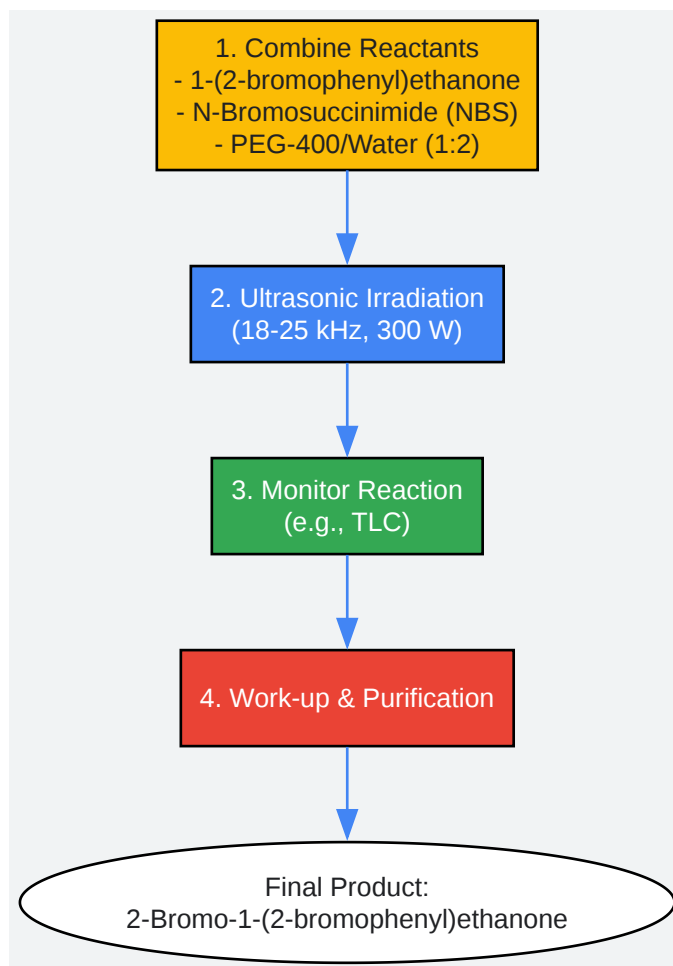 1. Combine Reactants
- 1-(2-bromophenyl)ethanone
- N-Bromosuccinimide (NBS)
- PEG-400/Water (1:2)
2. Ultrasonic Irradiation
(18-25 kHz, 300 W)
3. Monitor Reaction
(e.g., TLC)
4. Work-up & Purification
Final Product:
2-Bromo-1-(2-bromophenyl)ethanone